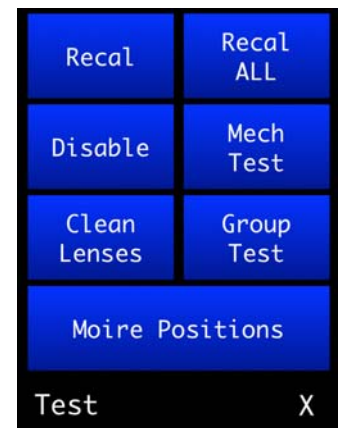 Recal
Recal
ALL
Disable
Mech
Test
Clean
Lenses
Group
Test
Moire Positions
Test X